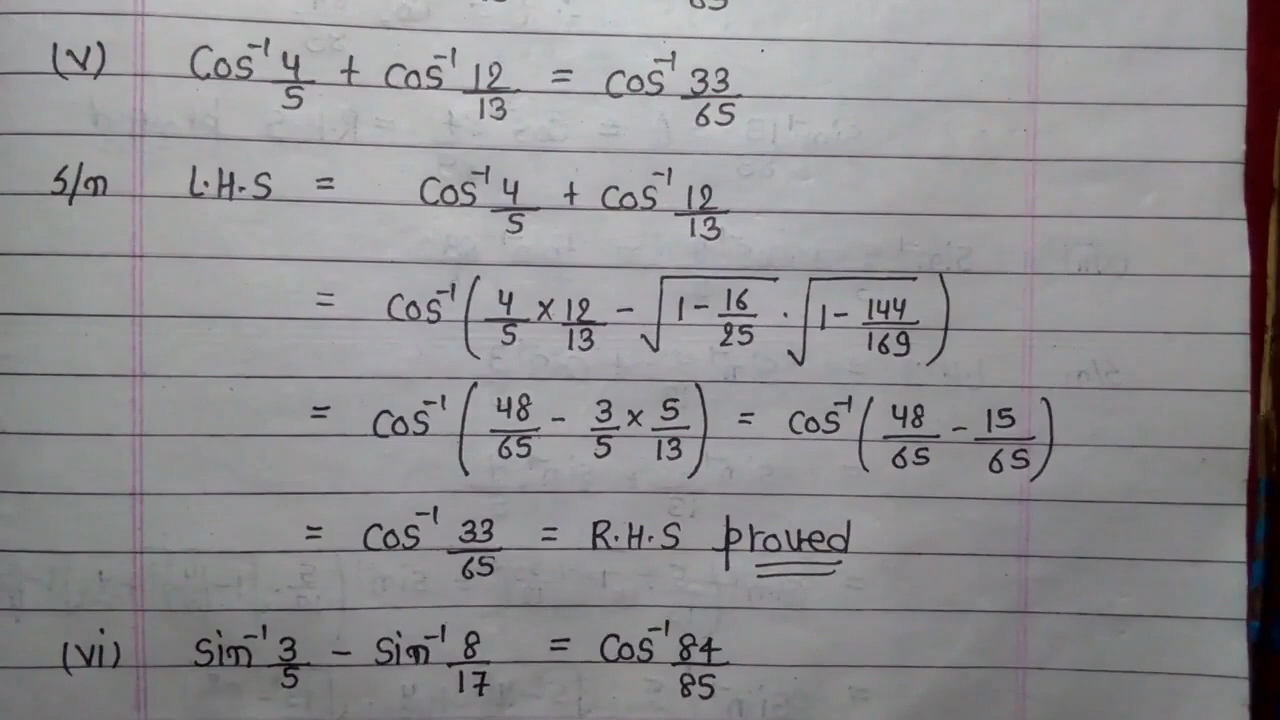 (v) Cos⁻¹ 4/5 + Cos⁻¹ 12/13 = Cos⁻¹ 33/65
S/n L.H.S = Cos⁻¹ 4/5 + Cos⁻¹ 12/13
= Cos⁻¹ ( 4/5 × 12/13 − √(1 − 16/25) · √(1 − 144/169) )
= Cos⁻¹ ( 48/65 − 3/5 × 5/13 ) = Cos⁻¹ ( 48/65 − 15/65 )
= Cos⁻¹ 33/65 = R.H.S proved
(vi) Sin⁻¹ 3/5 − Sin⁻¹ 8/17 = Cos⁻¹ 84/85